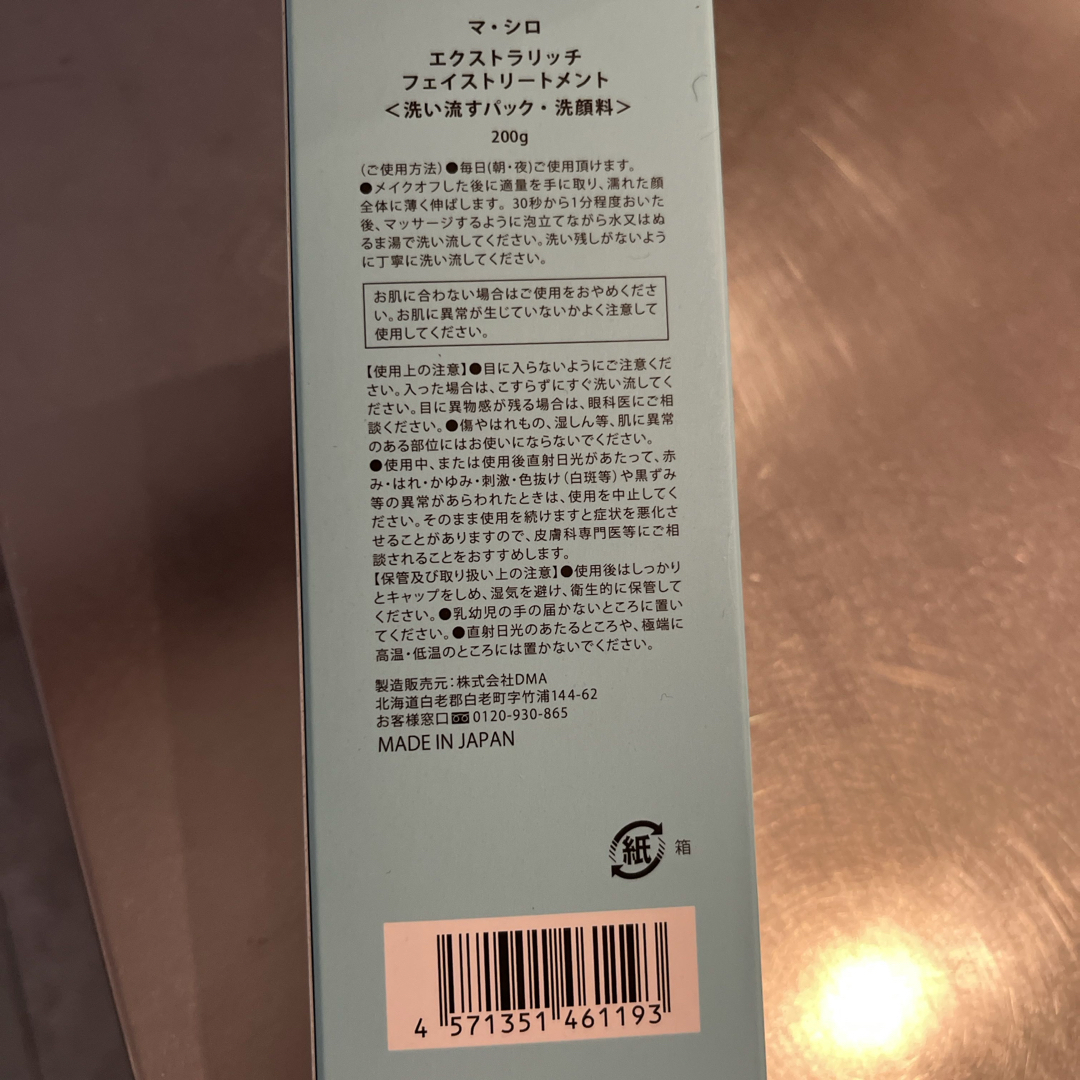 マ・シロ
エクストラリッチ
フェイストリートメント
<洗い流すパック・洗顔料>
200g
(ご使用方法)●毎日(朝・夜)ご使用頂けます。
●メイクオフした後に適量を手に取り、濡れた顔
全体に薄く伸ばします。30秒から1分程度おいた
後、マッサージするように泡立てながら水又はぬ
るま湯で洗い流してください。洗い残しがないよう
に丁寧に洗い流してください。
お肌に合わない場合はご使用をおやめくださ
い。お肌に異常が生じていないかよく注意して
使用してください。
【使用上の注意】●目に入らないようにご注意くだ
さい。入った場合は、こすらずにすぐ洗い流してく
ださい。目に異物感が残る場合は、眼科医にご相
談ください。●傷やはれもの、湿しん等、肌に異常
のある部位にはお使いにならないでください。
●使用中、または使用後直射日光があたって、赤
み・はれ・かゆみ・刺激・色抜け(白斑等)や黒ずみ
等の異常があらわれたときは、使用を中止してく
ださい。そのまま使用を続けますと症状を悪化さ
せることがありますので、皮膚科専門医等にご相
談されることをおすすめします。
【保管及び取り扱い上の注意】●使用後はしっかり
とキャップをしめ、湿気を避け、衛生的に保管して
ください。●乳幼児の手の届かないところに置い
てください。●直射日光のあたるところや、極端に
高温・低温のところには置かないでください。
製造販売元:株式会社DMA
北海道白老郡白老町字竹浦144-62
お客様窓口 0120-930-865
MADE IN JAPAN
紙 箱
4 571351 461193